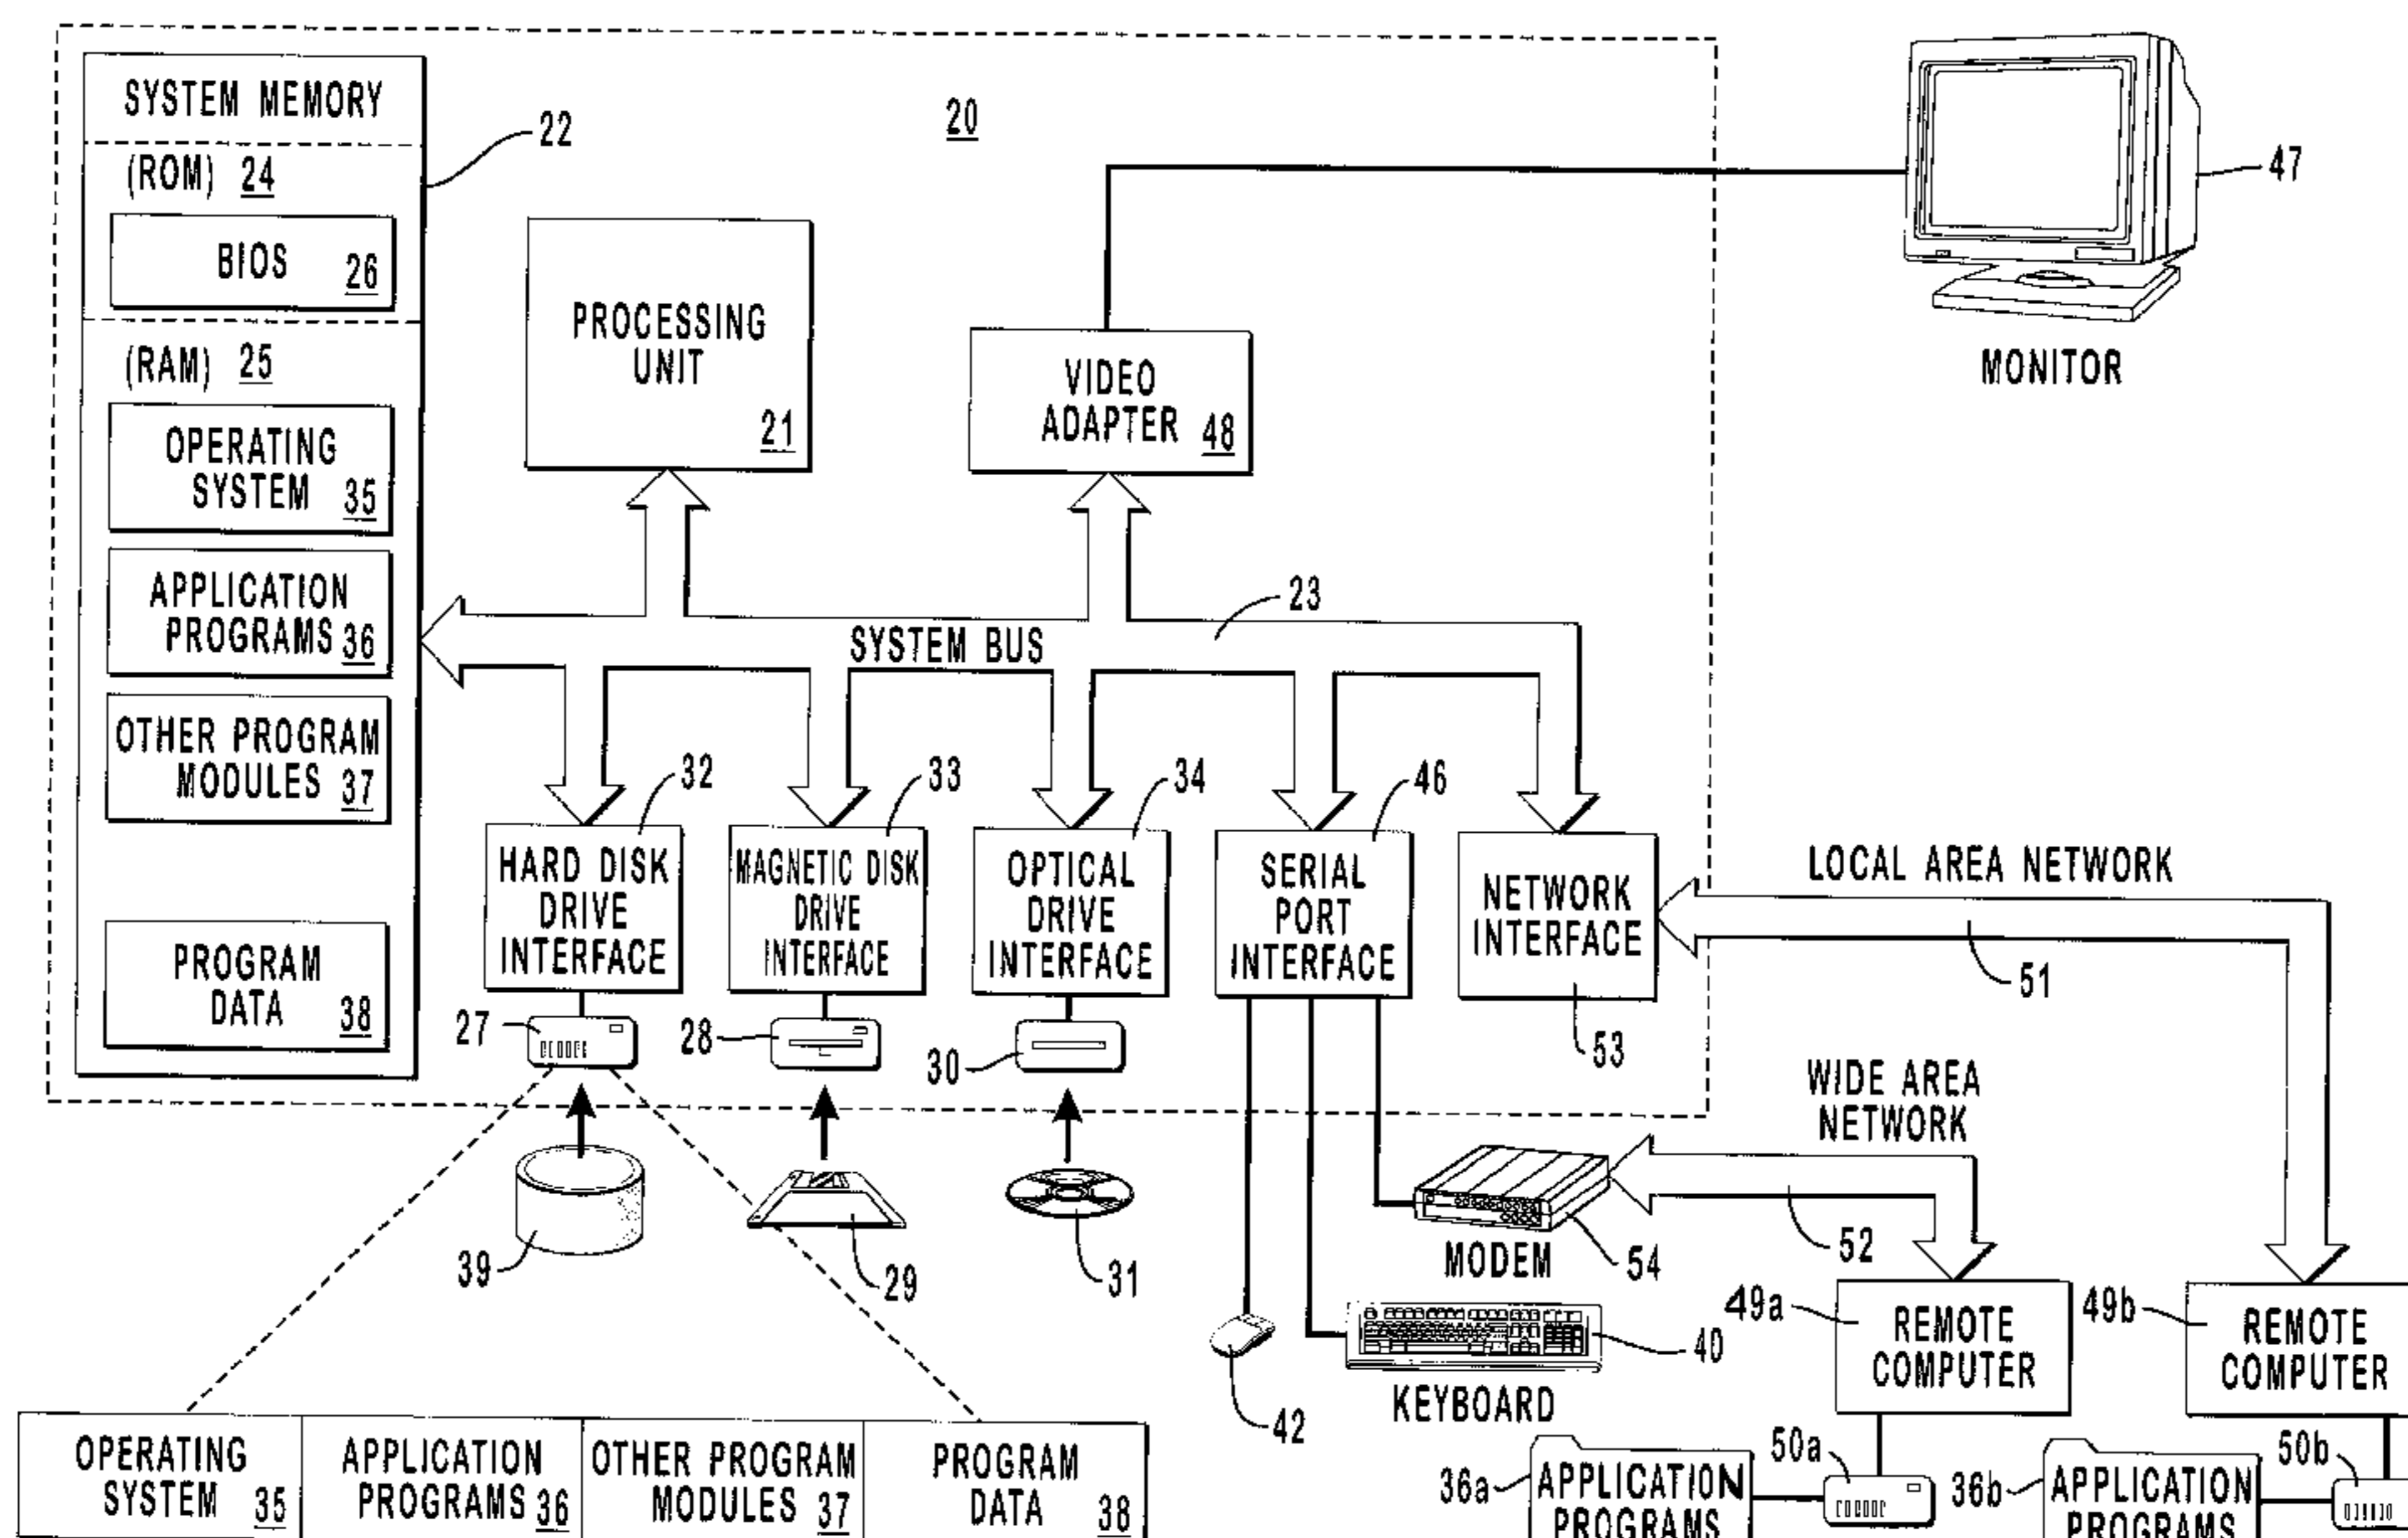 20
SYSTEM MEMORY
22
(ROM) 24
BIOS 26
(RAM) 25
OPERATING
SYSTEM 35
APPLICATION
PROGRAMS 36
OTHER PROGRAM
MODULES 37
PROGRAM
DATA 38
PROCESSING
UNIT
21
VIDEO
ADAPTER 48
47
MONITOR
SYSTEM BUS
23
32
HARD DISK
DRIVE
INTERFACE
33
MAGNETIC DISK
DRIVE
INTERFACE
34
OPTICAL
DRIVE
INTERFACE
46
SERIAL
PORT
INTERFACE
NETWORK
INTERFACE
53
LOCAL AREA NETWORK
51
27
28
30
39
29
31
WIDE AREA
NETWORK
52
MODEM
54
42
40
KEYBOARD
49a
REMOTE
COMPUTER
49b
REMOTE
COMPUTER
OPERATING
SYSTEM 35
APPLICATION
PROGRAMS 36
OTHER PROGRAM
MODULES 37
PROGRAM
DATA 38
36a
APPLICATION
PROGRAMS
50a
36b
APPLICATION
PROGRAMS
50b